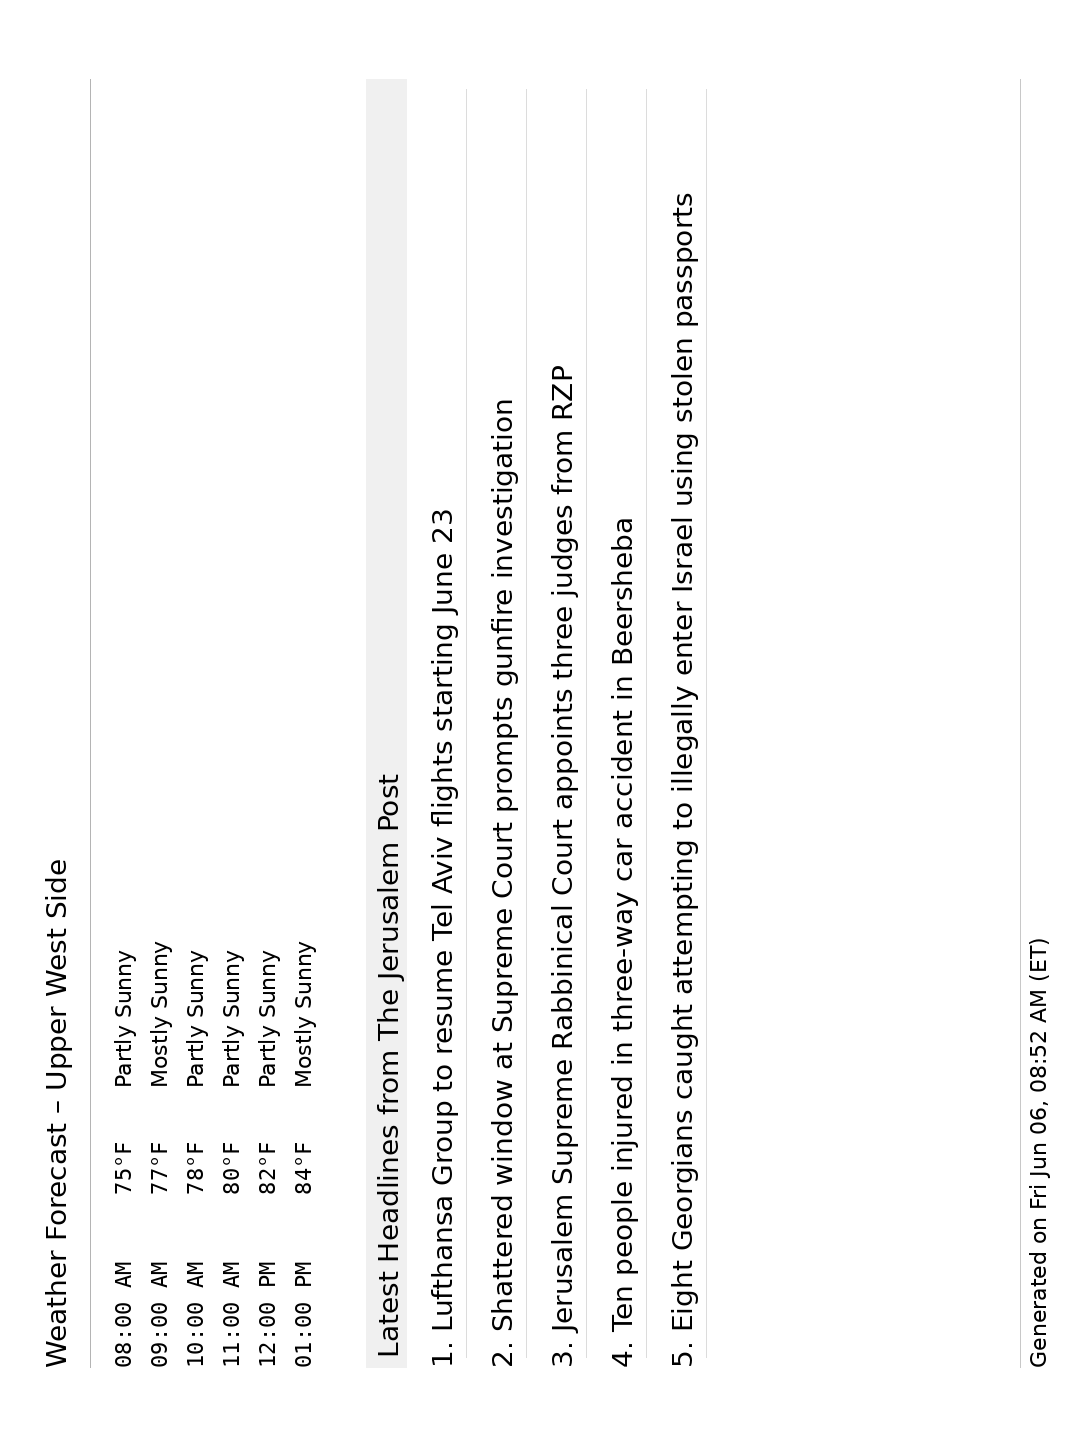 Weather Forecast – Upper West Side
08:00 AM 75°F Partly Sunny
09:00 AM 77°F Mostly Sunny
10:00 AM 78°F Partly Sunny
11:00 AM 80°F Partly Sunny
12:00 PM 82°F Partly Sunny
01:00 PM 84°F Mostly Sunny
Latest Headlines from The Jerusalem Post
1. Lufthansa Group to resume Tel Aviv flights starting June 23
2. Shattered window at Supreme Court prompts gunfire investigation
3. Jerusalem Supreme Rabbinical Court appoints three judges from RZP
4. Ten people injured in three-way car accident in Beersheba
5. Eight Georgians caught attempting to illegally enter Israel using stolen passports
Generated on Fri Jun 06, 08:52 AM (ET)